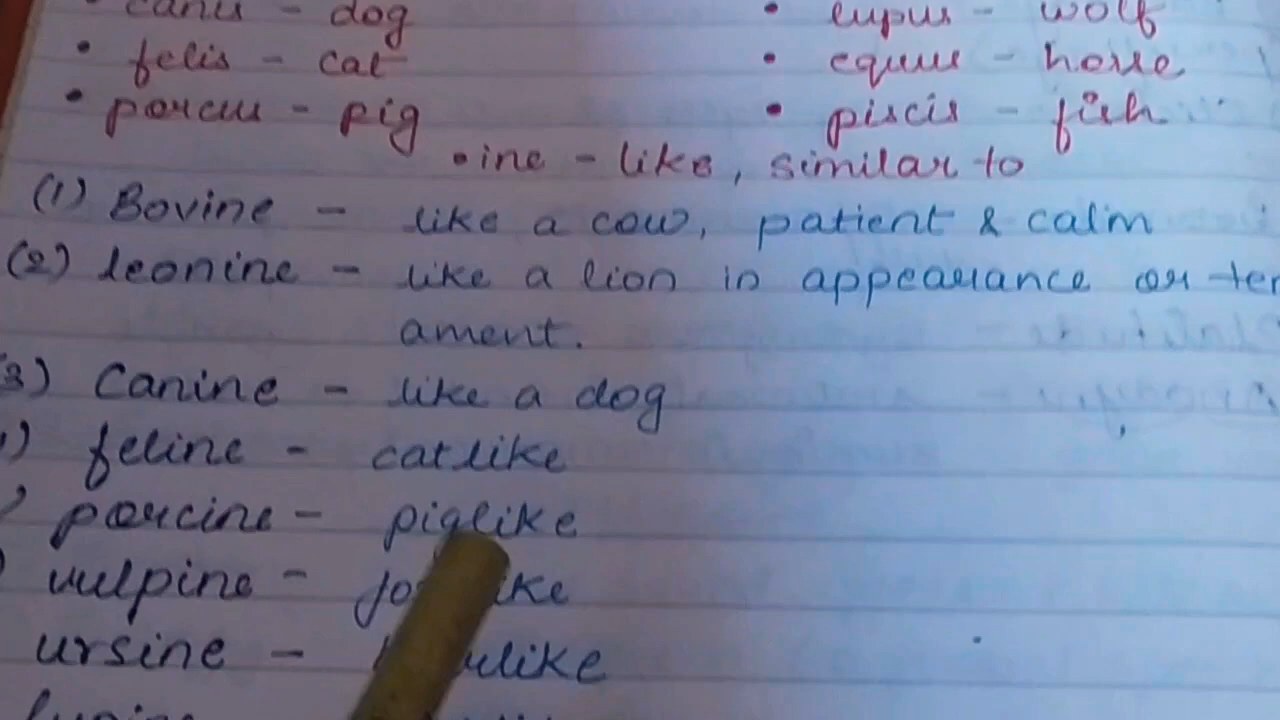 canis - dog • lupus - wolf
• felis - cat • equus - horse
• porcus - pig • piscis - fish
•ine - like, similar to
(1) Bovine - like a cow, patient & calm
(2) leonine - like a lion in appearance or
ament.
3) Canine - like a dog
) feline - catlike
) porcine - piglike
vulpine -
ursine -